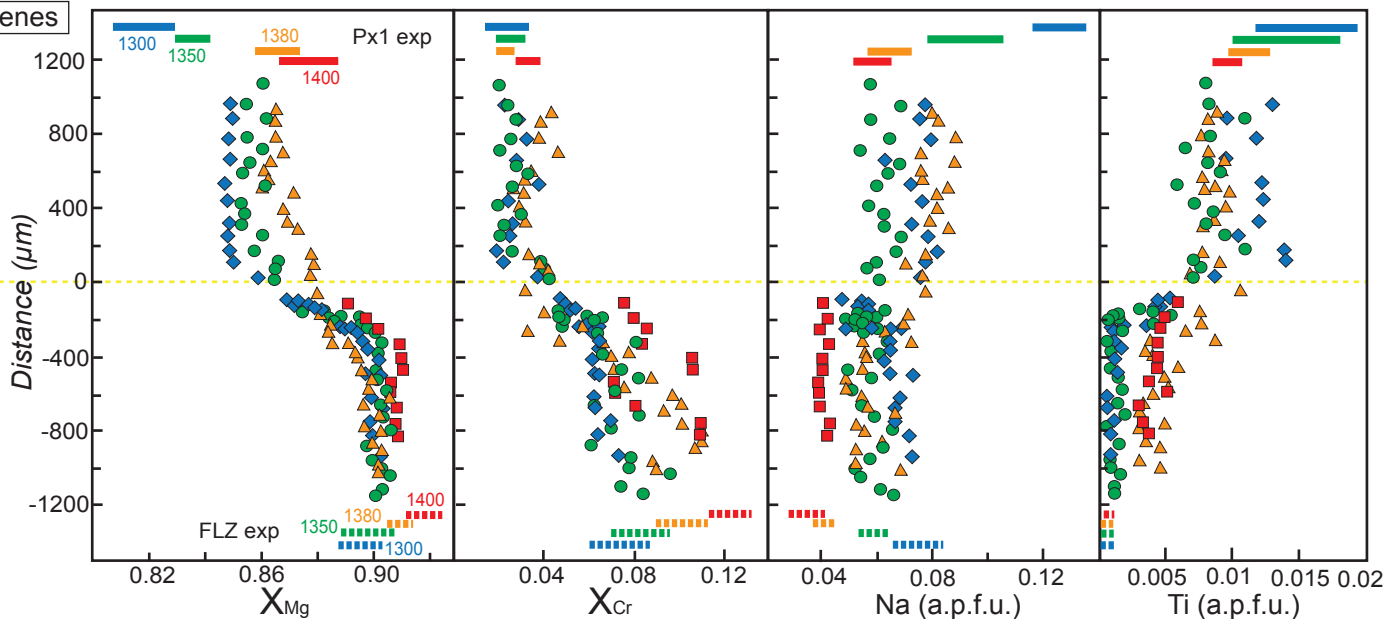 enes
1300
1350
1380
1400
Px1 exp
1200
800
400
0
-400
-800
-1200
Distance (µm)
FLZ exp
1350
1380
1400
1300
0.82 0.86 0.90
0.04 0.08 0.12
0.04 0.08 0.12
0.005 0.01 0.015 0.02
XMg
XCr
Na (a.p.f.u.)
Ti (a.p.f.u.)